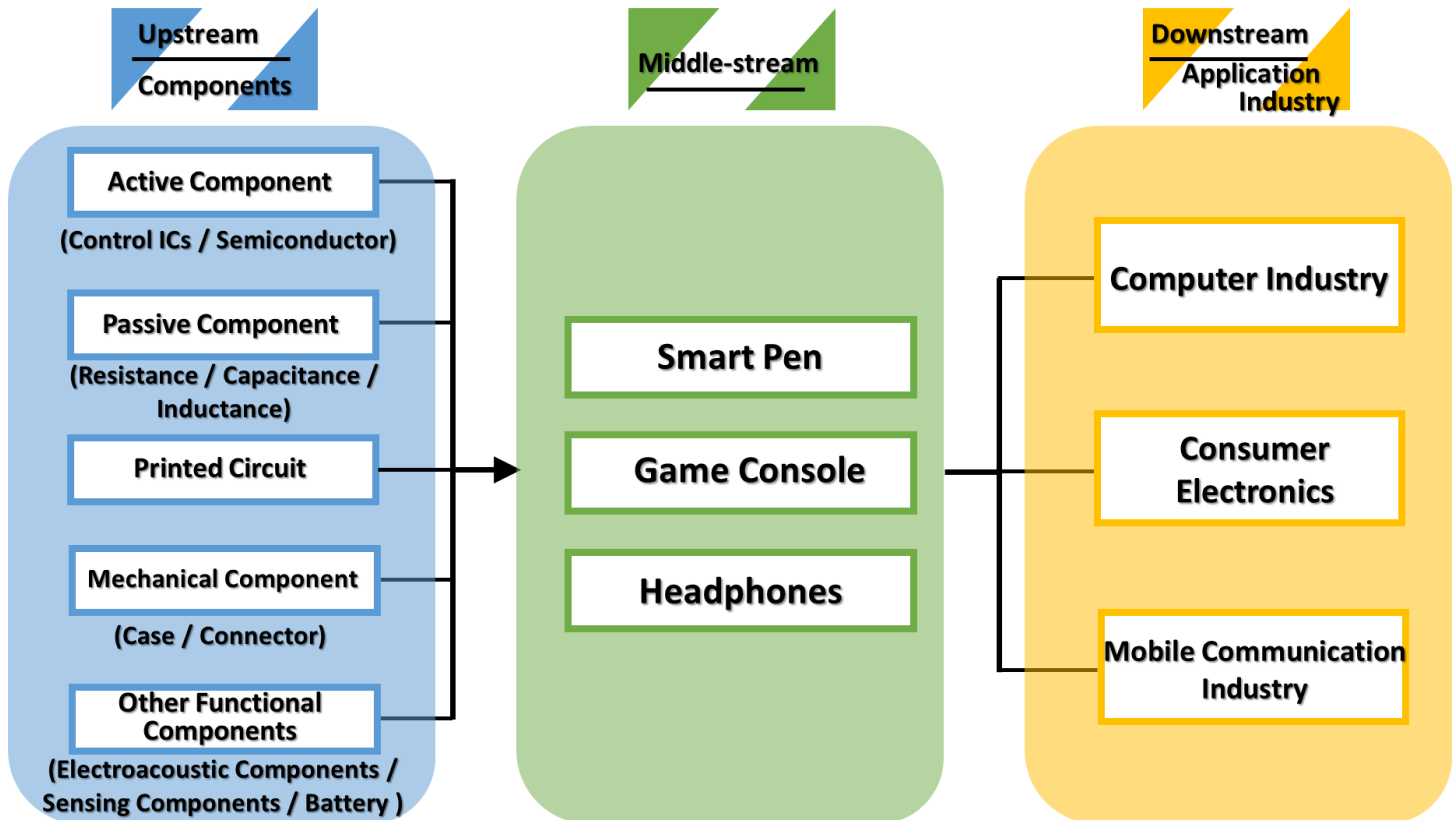 Upstream
Components
Active Component
(Control ICs / Semiconductor)
Passive Component
(Resistance / Capacitance /
Inductance)
Printed Circuit
Mechanical Component
(Case / Connector)
Other Functional
Components
(Electroacoustic Components /
Sensing Components / Battery )
Middle-stream
Smart Pen
Game Console
Headphones
Downstream
Application
Industry
Computer Industry
Consumer
Electronics
Mobile Communication
Industry